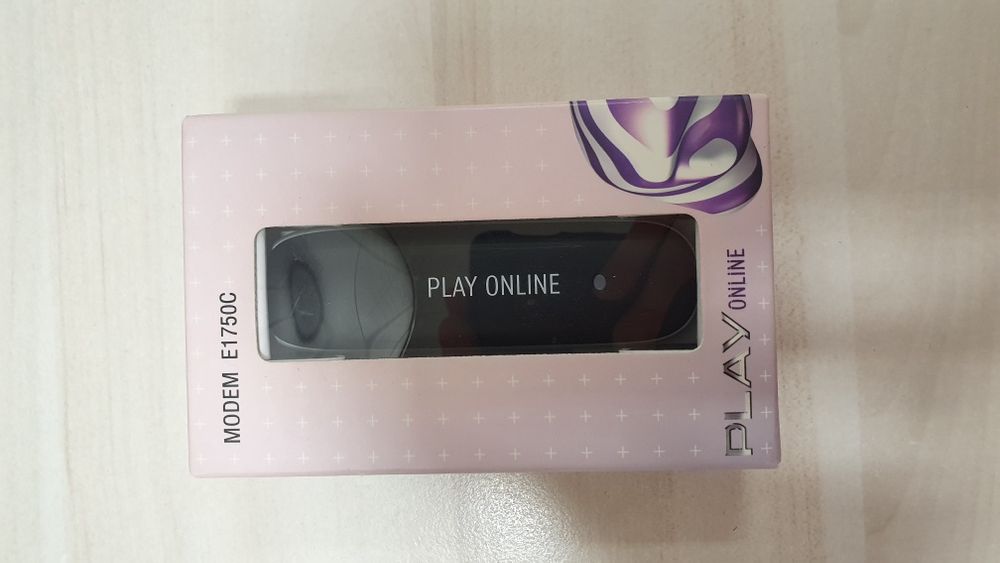 MODEM E1750C
PLAY ONLINE
PLAY
ONLiNE